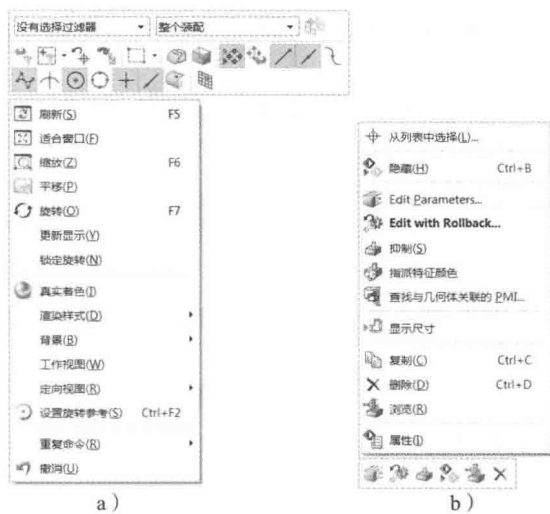 没有选择过滤器 整个装配
刷新(S) F5
适合窗口(F)
缩放(Z) F6
平移(P)
旋转(O) F7
更新显示(Y)
锁定旋转(N)
真实着色(I)
渲染样式(D)
背景(B)
工作视图(W)
定向视图(R)
设置旋转参考(S) Ctrl+F2
重复命令(R)
撤消(U)
a）
从列表中选择(L)...
隐藏(H) Ctrl+B
Edit Parameters...
Edit with Rollback...
抑制(S)
指派特征颜色
查找与几何体关联的 PMI...
显示尺寸
复制(C) Ctrl+C
删除(D) Ctrl+D
浏览(R)
属性(I)
b）